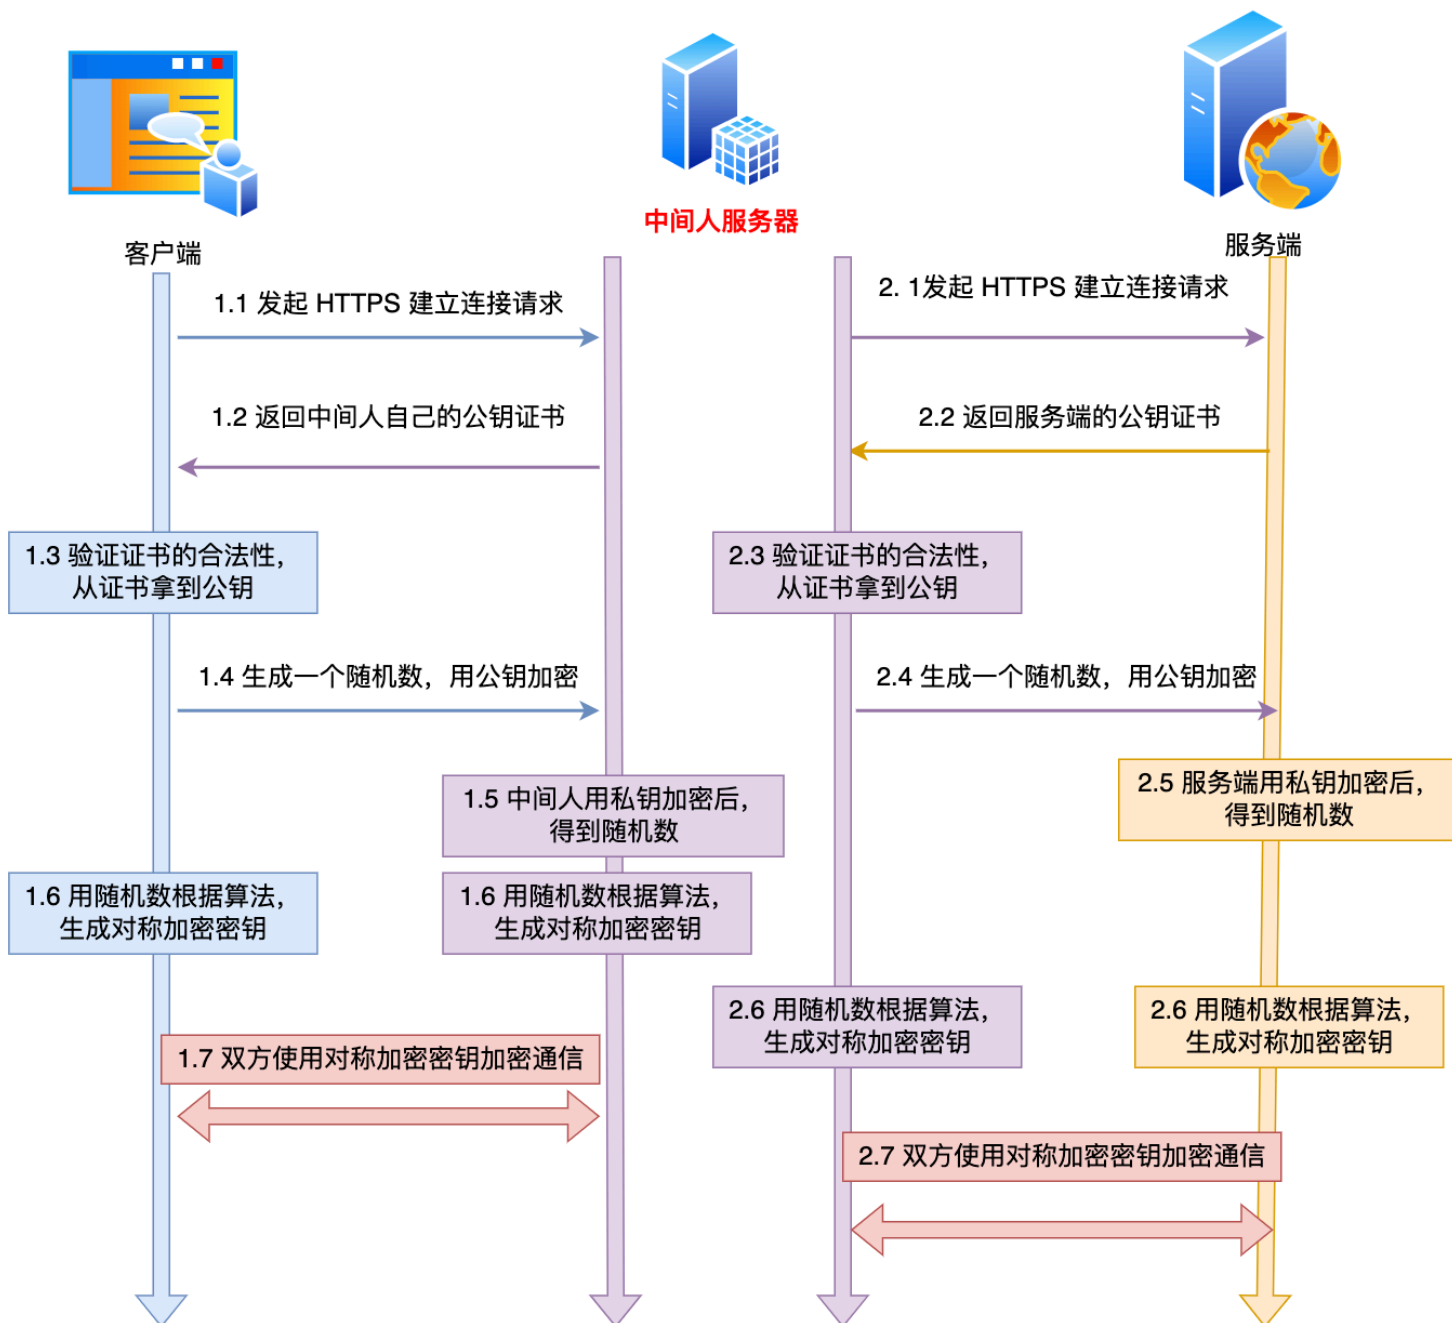 中间人服务器
客户端
服务端
1.1 发起 HTTPS 建立连接请求
2. 1发起 HTTPS 建立连接请求
1.2 返回中间人自己的公钥证书
2.2 返回服务端的公钥证书
1.3 验证证书的合法性，
从证书拿到公钥
2.3 验证证书的合法性，
从证书拿到公钥
1.4 生成一个随机数，用公钥加密
2.4 生成一个随机数，用公钥加密
1.5 中间人用私钥加密后，
得到随机数
2.5 服务端用私钥加密后，
得到随机数
1.6 用随机数根据算法，
生成对称加密密钥
1.6 用随机数根据算法，
生成对称加密密钥
2.6 用随机数根据算法，
生成对称加密密钥
2.6 用随机数根据算法，
生成对称加密密钥
1.7 双方使用对称加密密钥加密通信
2.7 双方使用对称加密密钥加密通信